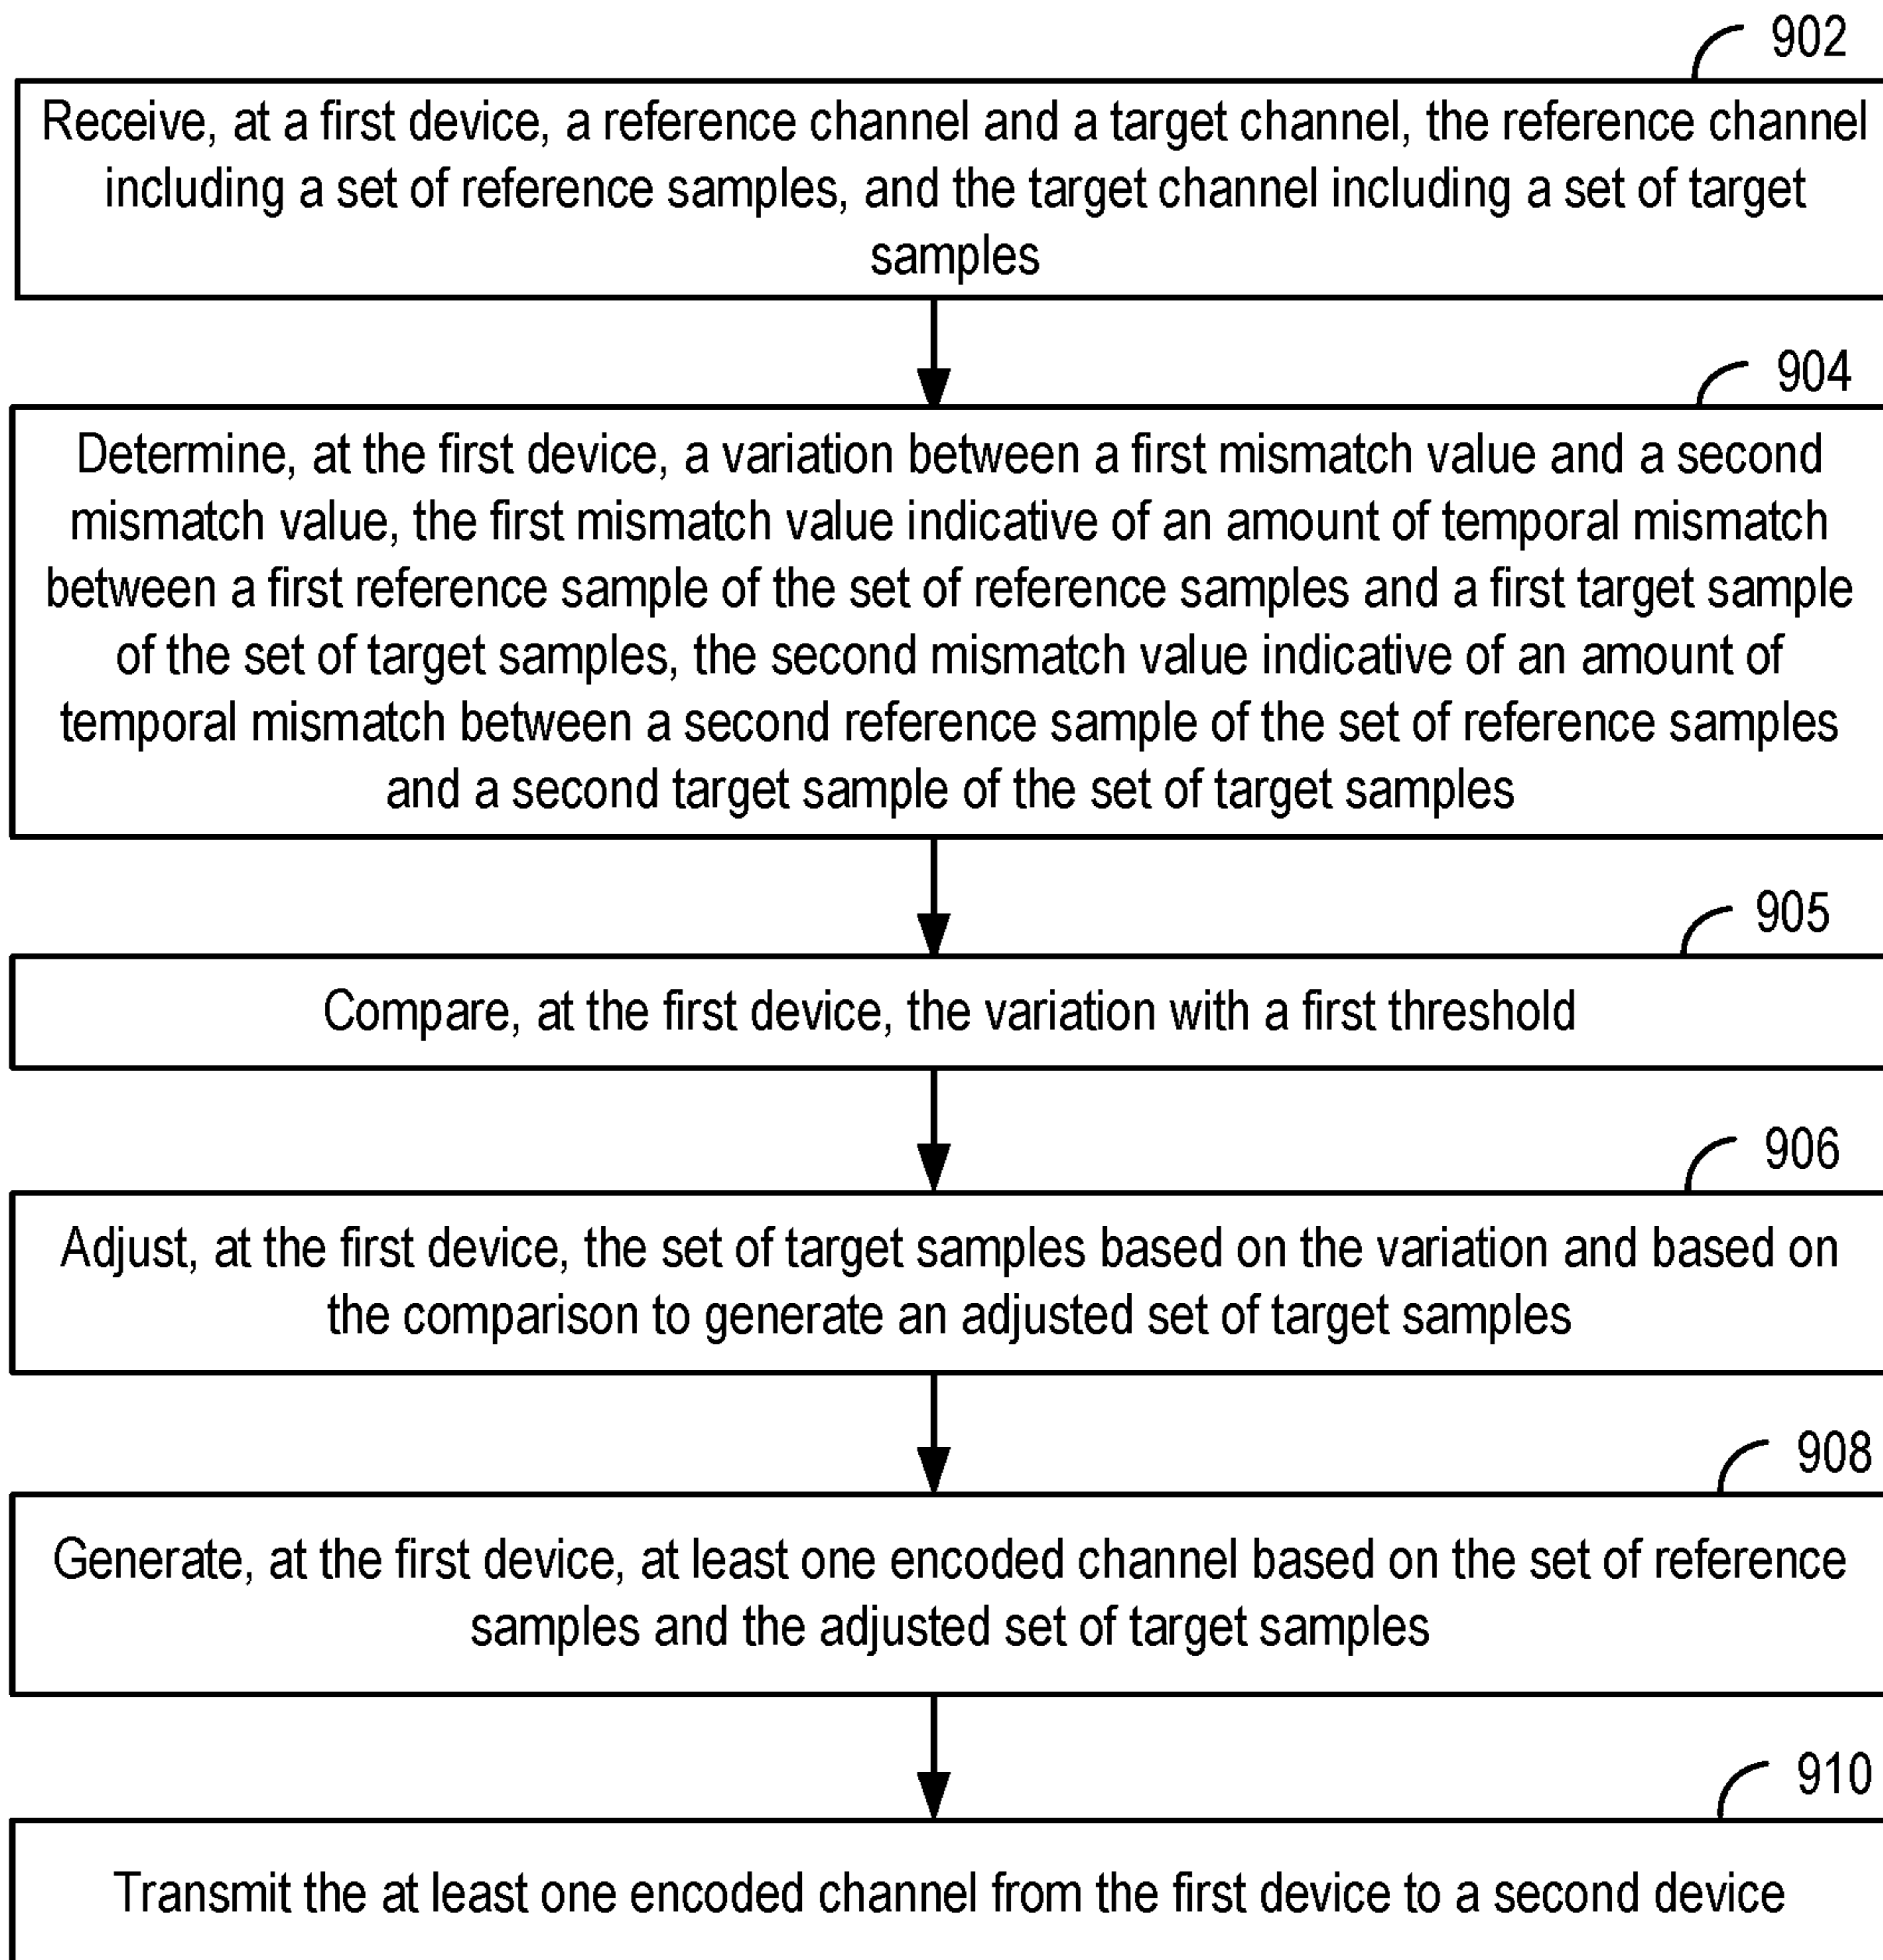 902
Receive, at a first device, a reference channel and a target channel, the reference channel
including a set of reference samples, and the target channel including a set of target
samples
904
Determine, at the first device, a variation between a first mismatch value and a second
mismatch value, the first mismatch value indicative of an amount of temporal mismatch
between a first reference sample of the set of reference samples and a first target sample
of the set of target samples, the second mismatch value indicative of an amount of
temporal mismatch between a second reference sample of the set of reference samples
and a second target sample of the set of target samples
905
Compare, at the first device, the variation with a first threshold
906
Adjust, at the first device, the set of target samples based on the variation and based on
the comparison to generate an adjusted set of target samples
908
Generate, at the first device, at least one encoded channel based on the set of reference
samples and the adjusted set of target samples
910
Transmit the at least one encoded channel from the first device to a second device